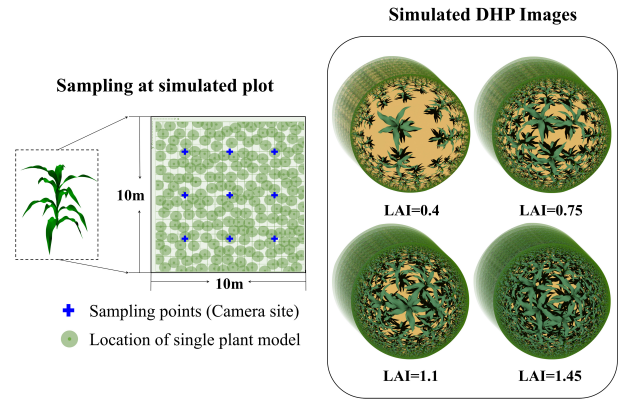 Simulated DHP Images
Sampling at simulated plot
10m
10m
Sampling points (Camera site)
Location of single plant model
LAI=0.4
LAI=0.75
LAI=1.1
LAI=1.45